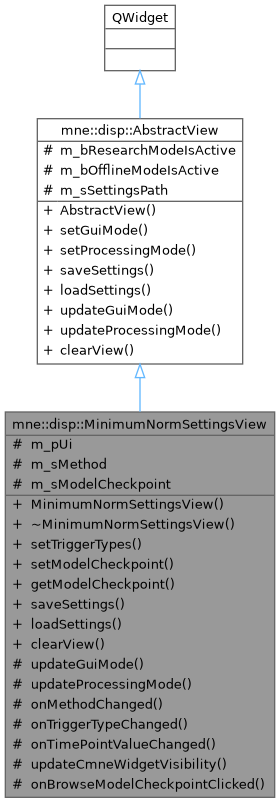 QWidget
mne::disp::AbstractView
# m_bResearchModeIsActive
# m_bOfflineModeIsActive
# m_sSettingsPath
+ AbstractView()
+ setGuiMode()
+ setProcessingMode()
+ saveSettings()
+ loadSettings()
+ updateGuiMode()
+ updateProcessingMode()
+ clearView()
mne::disp::MinimumNormSettingsView
# m_pUi
# m_sMethod
# m_sModelCheckpoint
+ MinimumNormSettingsView()
+ ~MinimumNormSettingsView()
+ setTriggerTypes()
+ setModelCheckpoint()
+ getModelCheckpoint()
+ saveSettings()
+ loadSettings()
+ clearView()
# updateGuiMode()
# updateProcessingMode()
# onMethodChanged()
# onTriggerTypeChanged()
# onTimePointValueChanged()
# updateCmneWidgetVisibility()
# onBrowseModelCheckpointClicked()